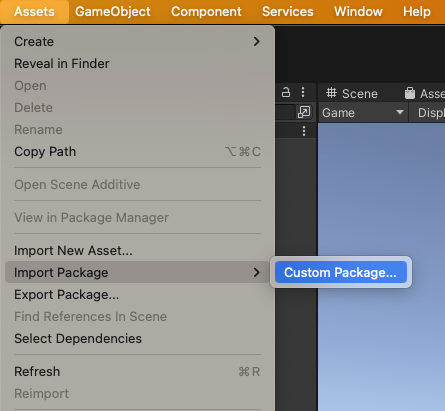 Assets GameObject Component Services Window Help
Create
Reveal in Finder
Open
Delete
Rename
Copy Path ⌥⌘C
Open Scene Additive
View in Package Manager
Import New Asset...
Import Package
Custom Package...
Export Package...
Find References In Scene
Select Dependencies
Refresh ⌘R
Reimport
Scene Asse
Game Displ